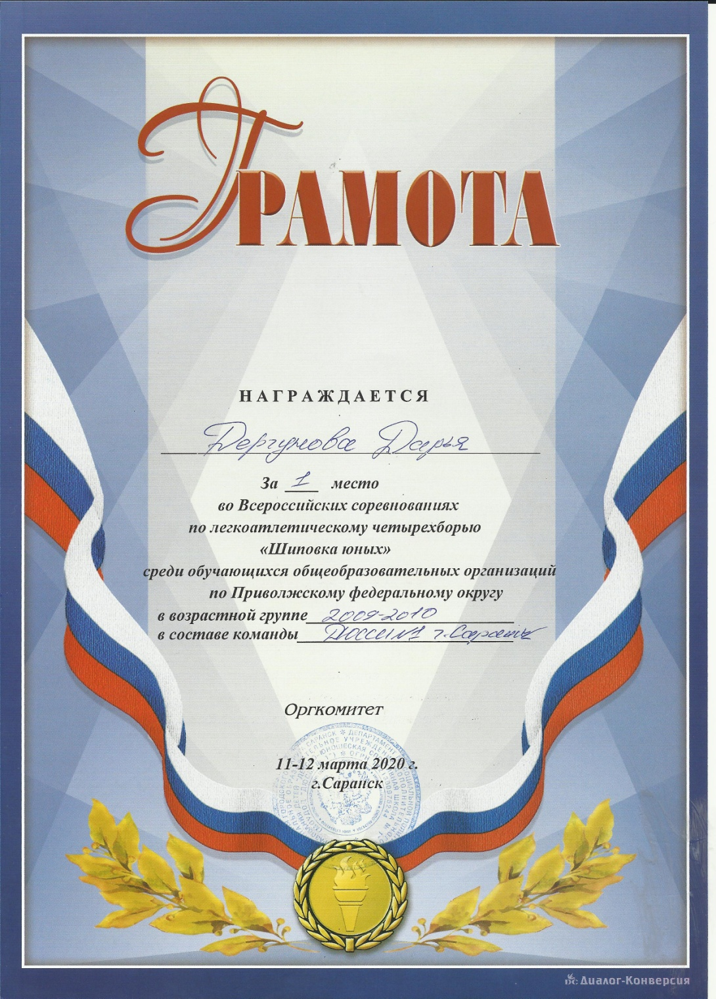 ГРАМОТА
НАГРАЖДАЕТСЯ
Дергунова Дарья
За 1 место
во Всероссийских соревнованиях
по легкоатлетическому четырехборью
«Шиповка юных»
среди обучающихся общеобразовательных организаций
по Приволжскому федеральному округу
в возрастной группе 2009-2010
в составе команды г.Саранск
Оргкомитет
11-12 марта 2020 г.
г.Саранск
Диалог-Конверсия